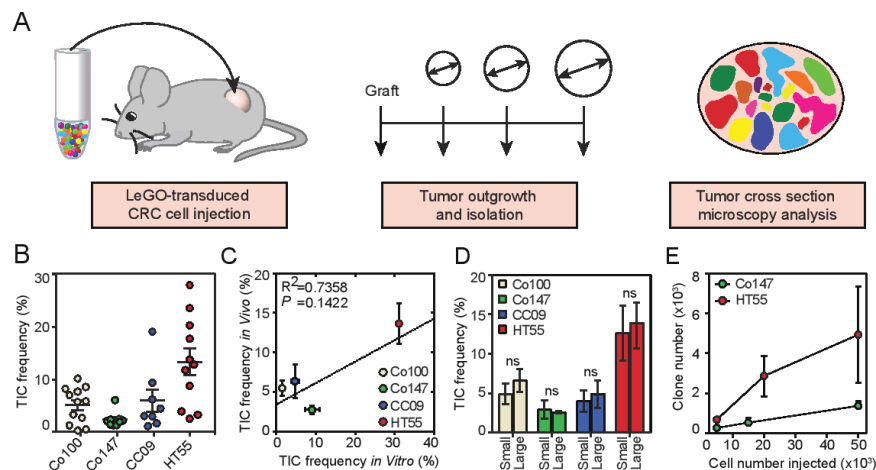 A
Graft
LeGO-transduced
CRC cell injection
Tumor outgrowth
and isolation
Tumor cross section
microscopy analysis
B
TIC frequency (%)
30
20
10
0
Co100
Co147
CC09
HT55
C
TIC frequency in Vivo (%)
20
15
10
5
0
R²=0.7358
P =0.1422
Co100
Co147
CC09
HT55
0 10 20 30 40
TIC frequency in Vitro (%)
D
TIC frequency (%)
20
15
10
5
0
Co100
Co147
CC09
HT55
ns
ns
ns
ns
Small
Large
Small
Large
Small
Large
Small
Large
E
Clone number (x10³)
8
6
4
2
0
Co147
HT55
0 10 20 30 40 50
Cell number injected (x10³)